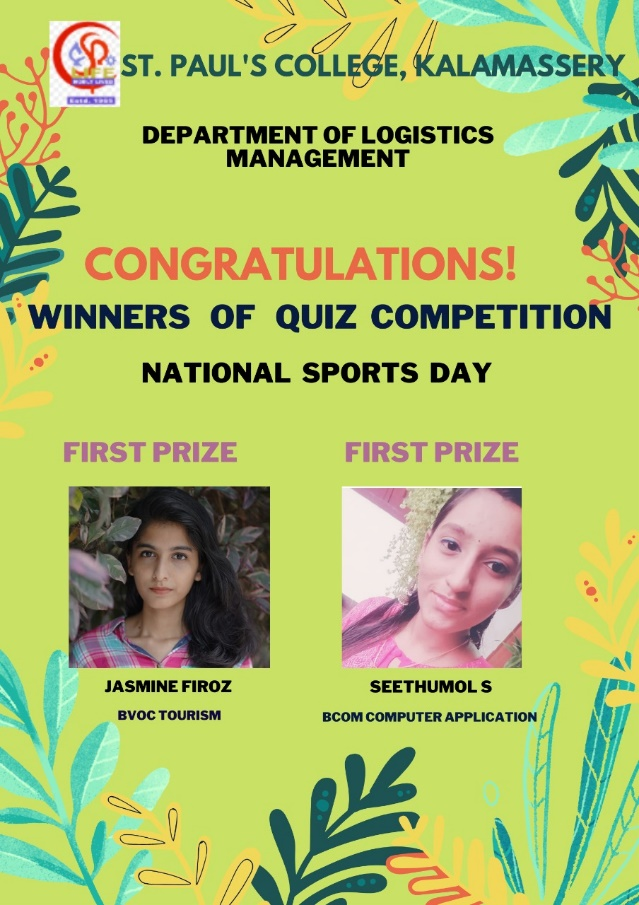 LIFE
Estd. 1965
ST. PAUL'S COLLEGE, KALAMASSERY
DEPARTMENT OF LOGISTICS
MANAGEMENT
CONGRATULATIONS!
WINNERS OF QUIZ COMPETITION
NATIONAL SPORTS DAY
FIRST PRIZE FIRST PRIZE
JASMINE FIROZ SEETHUMOL S
BVOC TOURISM BCOM COMPUTER APPLICATION